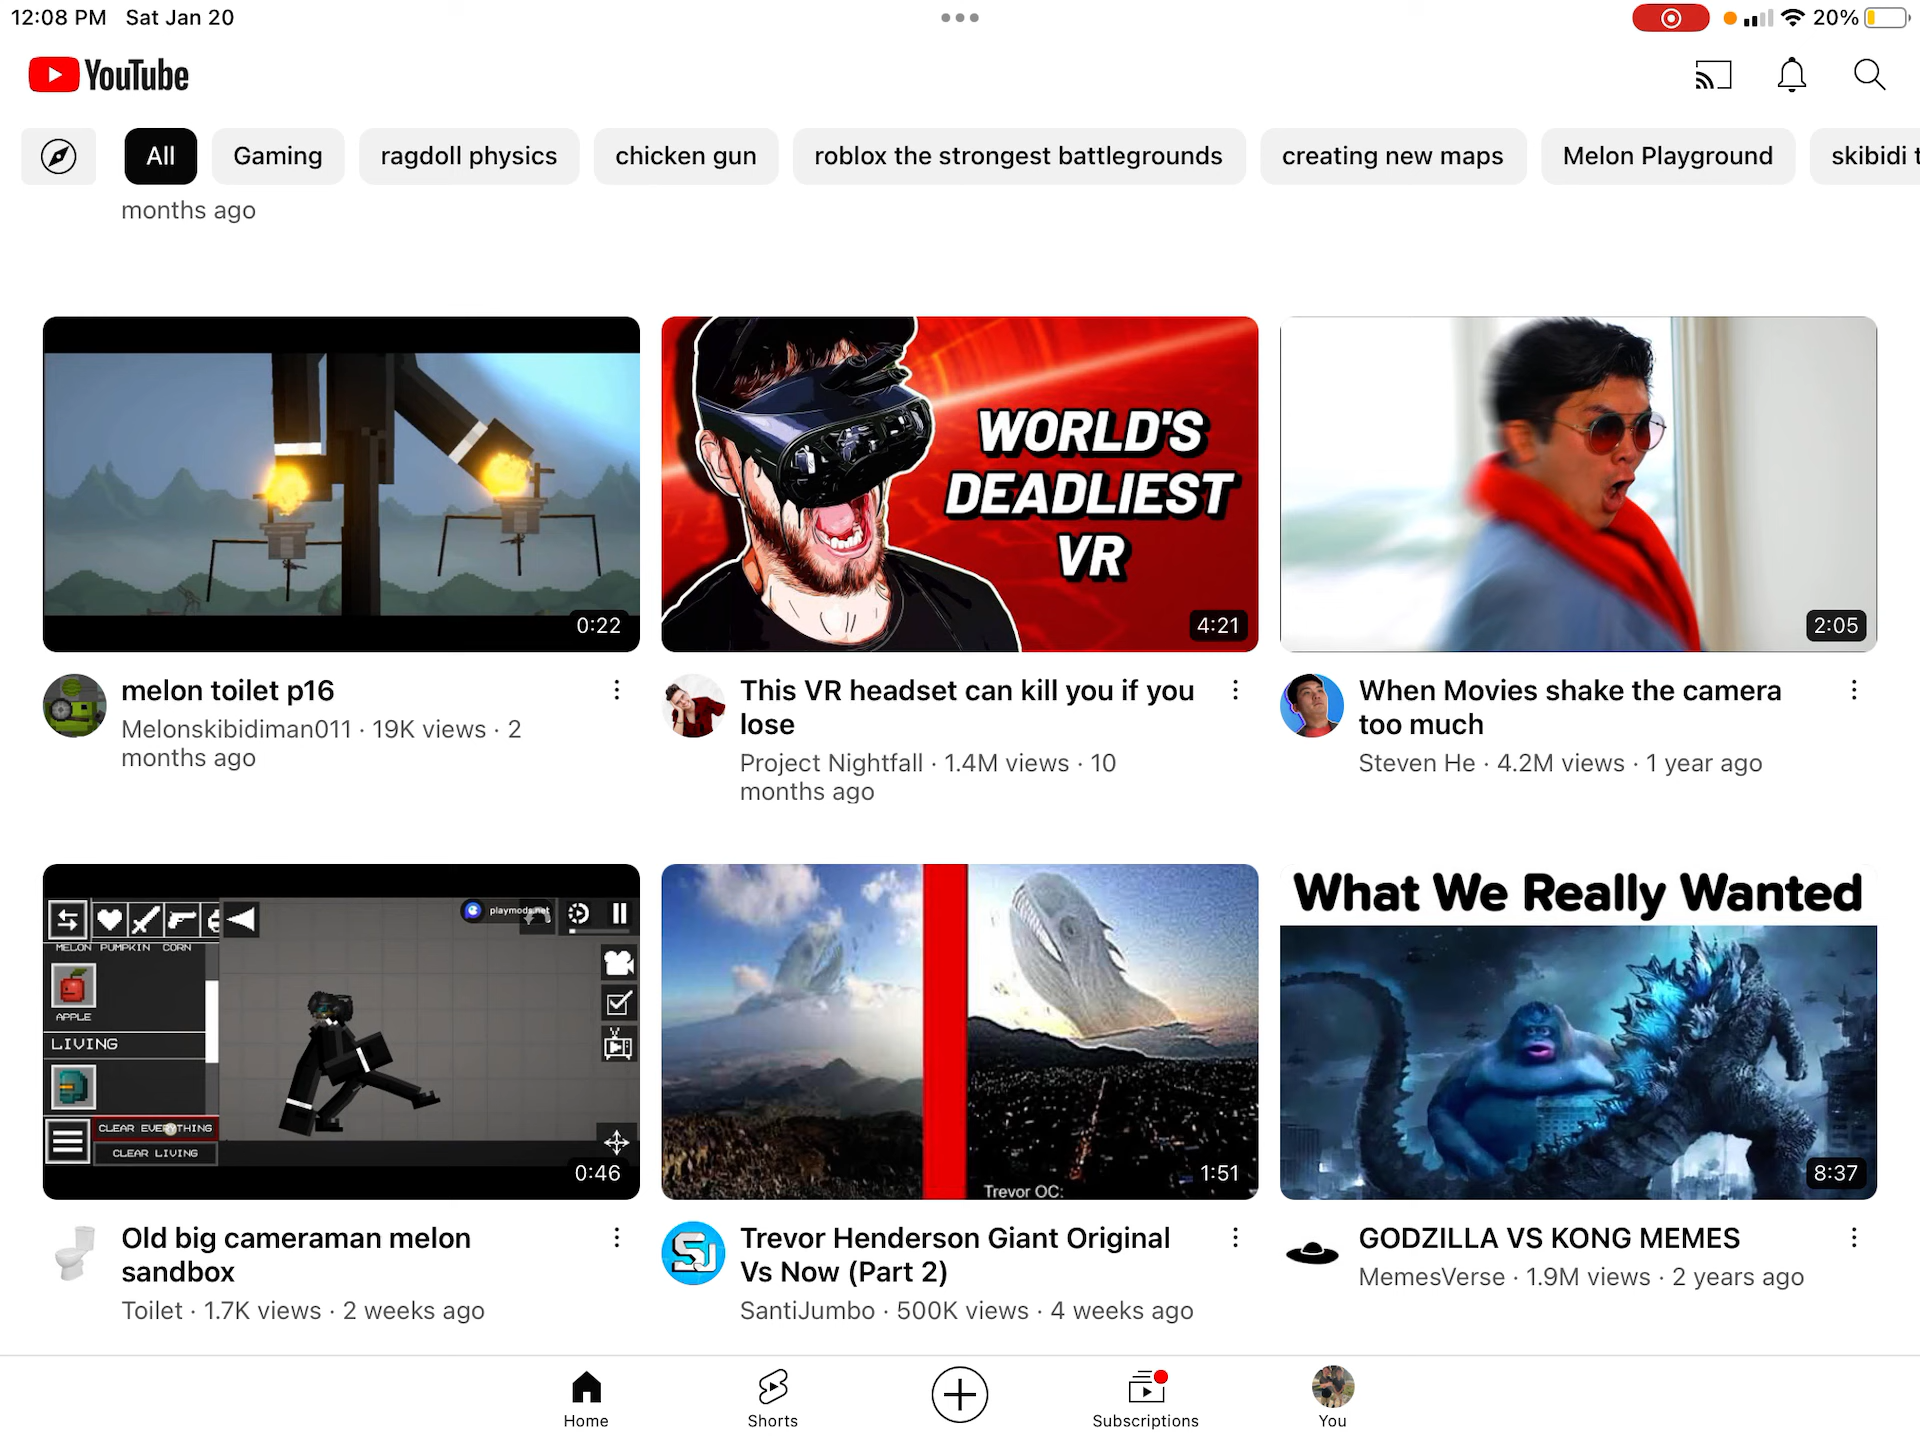 12:08 PM Sat Jan 20
20%
YouTube
All
Gaming
ragdoll physics
chicken gun
roblox the strongest battlegrounds
creating new maps
Melon Playground
skibidi t
months ago
0:22
WORLD'S
DEADLIEST
VR
4:21
2:05
melon toilet p16
Melonskibidiman011 · 19K views · 2
months ago
This VR headset can kill you if you
lose
Project Nightfall · 1.4M views · 10
months ago
When Movies shake the camera
too much
Steven He · 4.2M views · 1 year ago
MELON PUMPKIN CORN
playmods.net
APPLE
LIVING
CLEAR EVERYTHING
CLEAR LIVING
0:46
Trevor OC:
1:51
What We Really Wanted
8:37
Old big cameraman melon
sandbox
Toilet · 1.7K views · 2 weeks ago
SJ
Trevor Henderson Giant Original
Vs Now (Part 2)
SantiJumbo · 500K views · 4 weeks ago
GODZILLA VS KONG MEMES
MemesVerse · 1.9M views · 2 years ago
Home
Shorts
Subscriptions
You